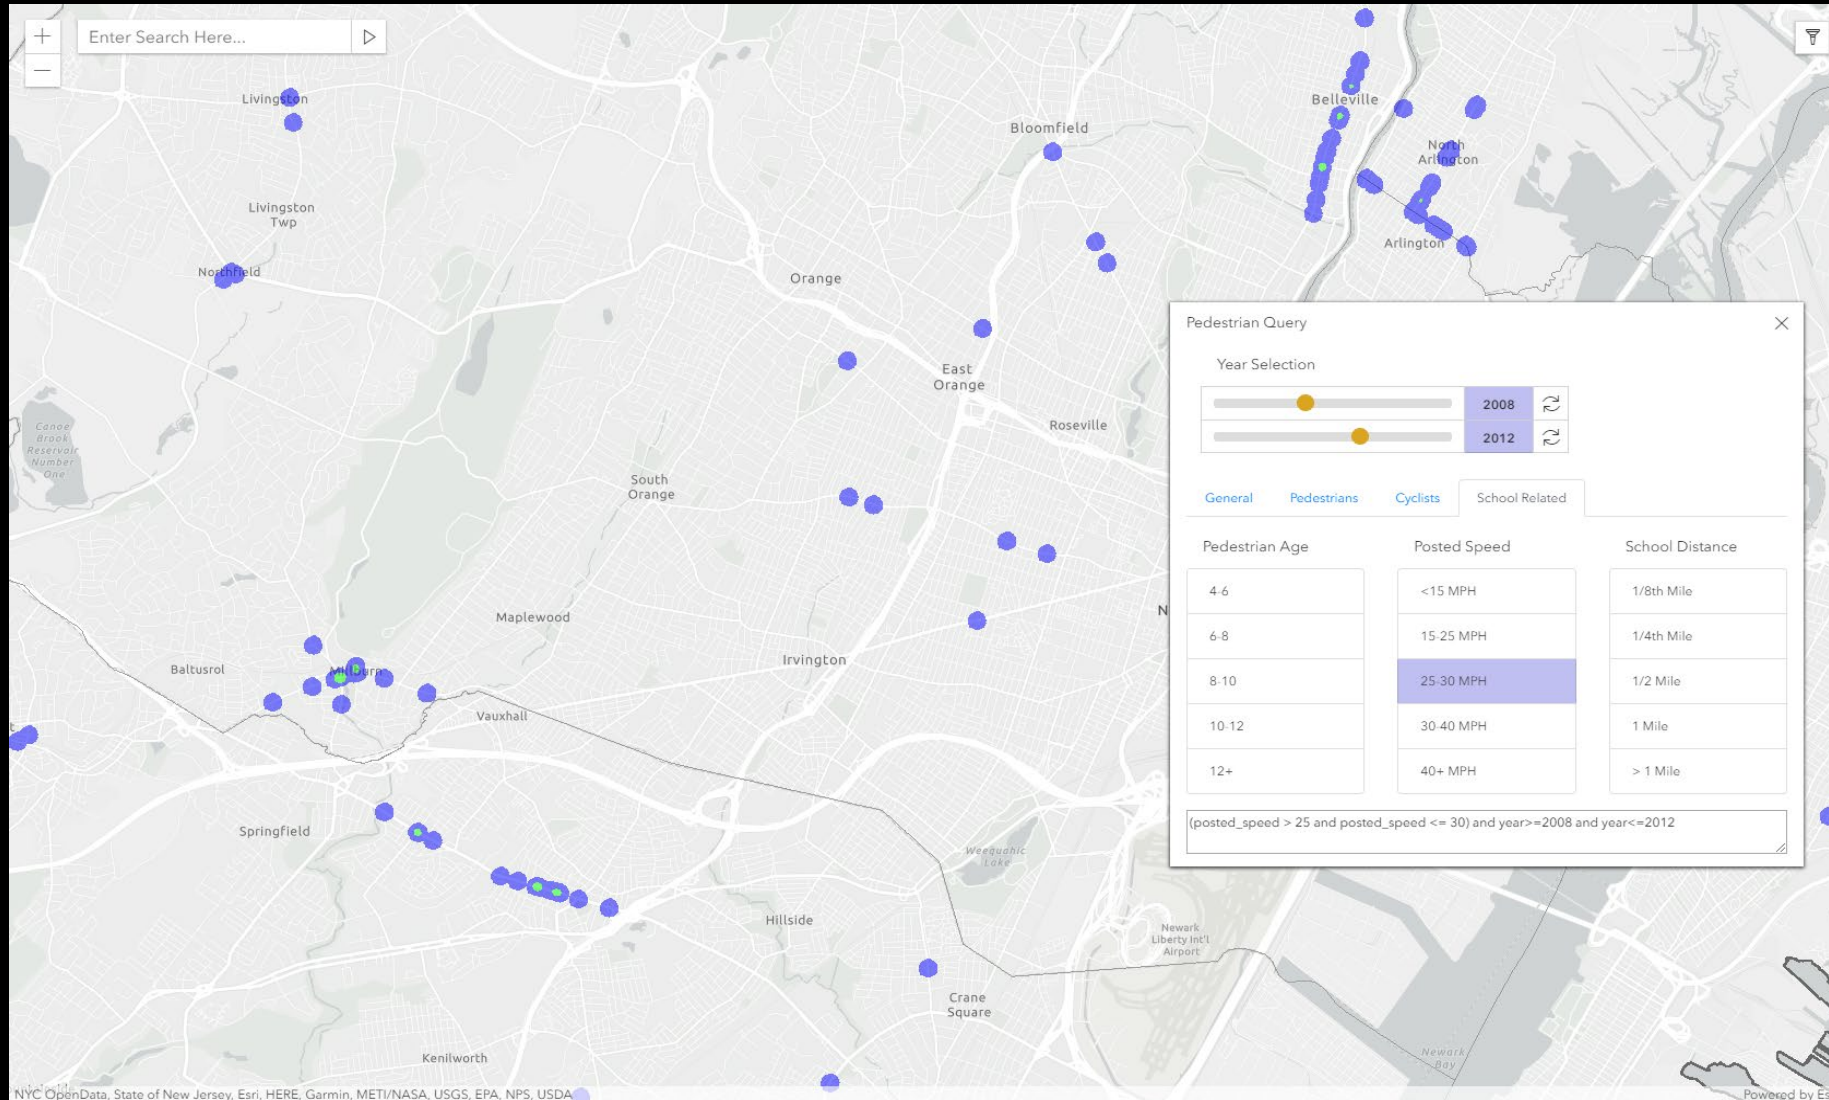 Enter Search Here...
Livingston
Belleville
Bloomfield
North
Arlington
Livingston
Twp
Arlington
Northfield
Orange
Pedestrian Query
Year Selection
2008
2012
East
Orange
Canoe
Brook
Reservoir
Number
One
Roseville
South
Orange
General Pedestrians Cyclists School Related
Pedestrian Age Posted Speed School Distance
4-6 <15 MPH 1/8th Mile
6-8 15-25 MPH 1/4th Mile
8-10 25-30 MPH 1/2 Mile
10-12 30-40 MPH 1 Mile
12+ 40+ MPH > 1 Mile
(posted_speed > 25 and posted_speed <= 30) and year>=2008 and year<=2012
N
Maplewood
Irvington
Baltusrol
Millburn
Vauxhall
t
Springfield
Weequahic
Lake
Hillside
Newark
Liberty Int'l
Airport
Crane
Square
Kenilworth
Newark
Bay
NYC OpenData, State of New Jersey, Esri, HERE, Garmin, METI/NASA, USGS, EPA, NPS, USDA
Powered by Es